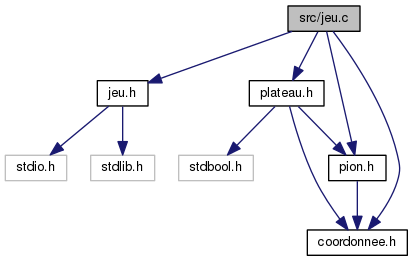 src/jeu.c
jeu.h
plateau.h
stdio.h
stdlib.h
stdbool.h
pion.h
coordonnee.h